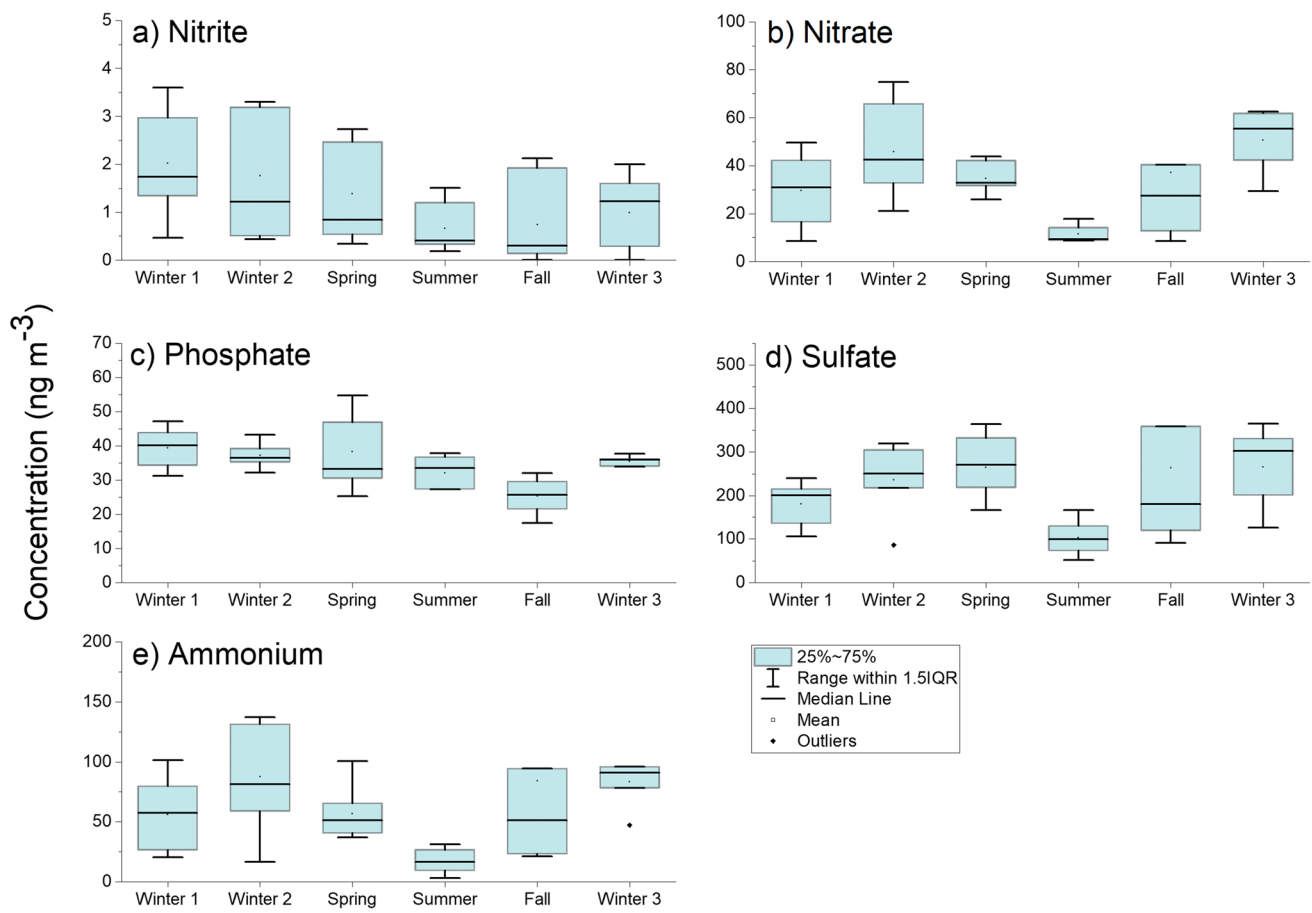 Concentration (ng m⁻³)
a) Nitrite
5
4
3
2
1
0
Winter 1 Winter 2 Spring Summer Fall Winter 3
b) Nitrate
100
80
60
40
20
0
Winter 1 Winter 2 Spring Summer Fall Winter 3
c) Phosphate
70
60
50
40
30
20
10
0
Winter 1 Winter 2 Spring Summer Fall Winter 3
d) Sulfate
500
400
300
200
100
0
Winter 1 Winter 2 Spring Summer Fall Winter 3
e) Ammonium
200
150
100
50
0
Winter 1 Winter 2 Spring Summer Fall Winter 3
25%~75%
Range within 1.5IQR
Median Line
Mean
Outliers